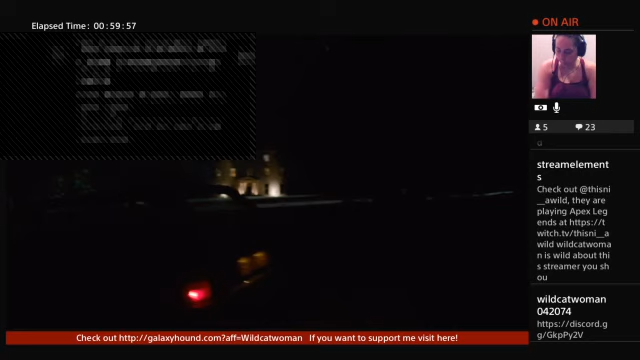 Elapsed Time: 00:59:57
ON AIR
5
23
streamelement
s
Check out @thisni
__awild, they are
playing Apex Leg
ends at https://t
witch.tv/thisni__a
wild wildcatwoma
n is wild about thi
s streamer you sh
ou
wildcatwoman
042074
https://discord.g
g/GkpPy2V
Check out http://galaxyhound.com?aff=Wildcatwoman If you want to support me visit here!